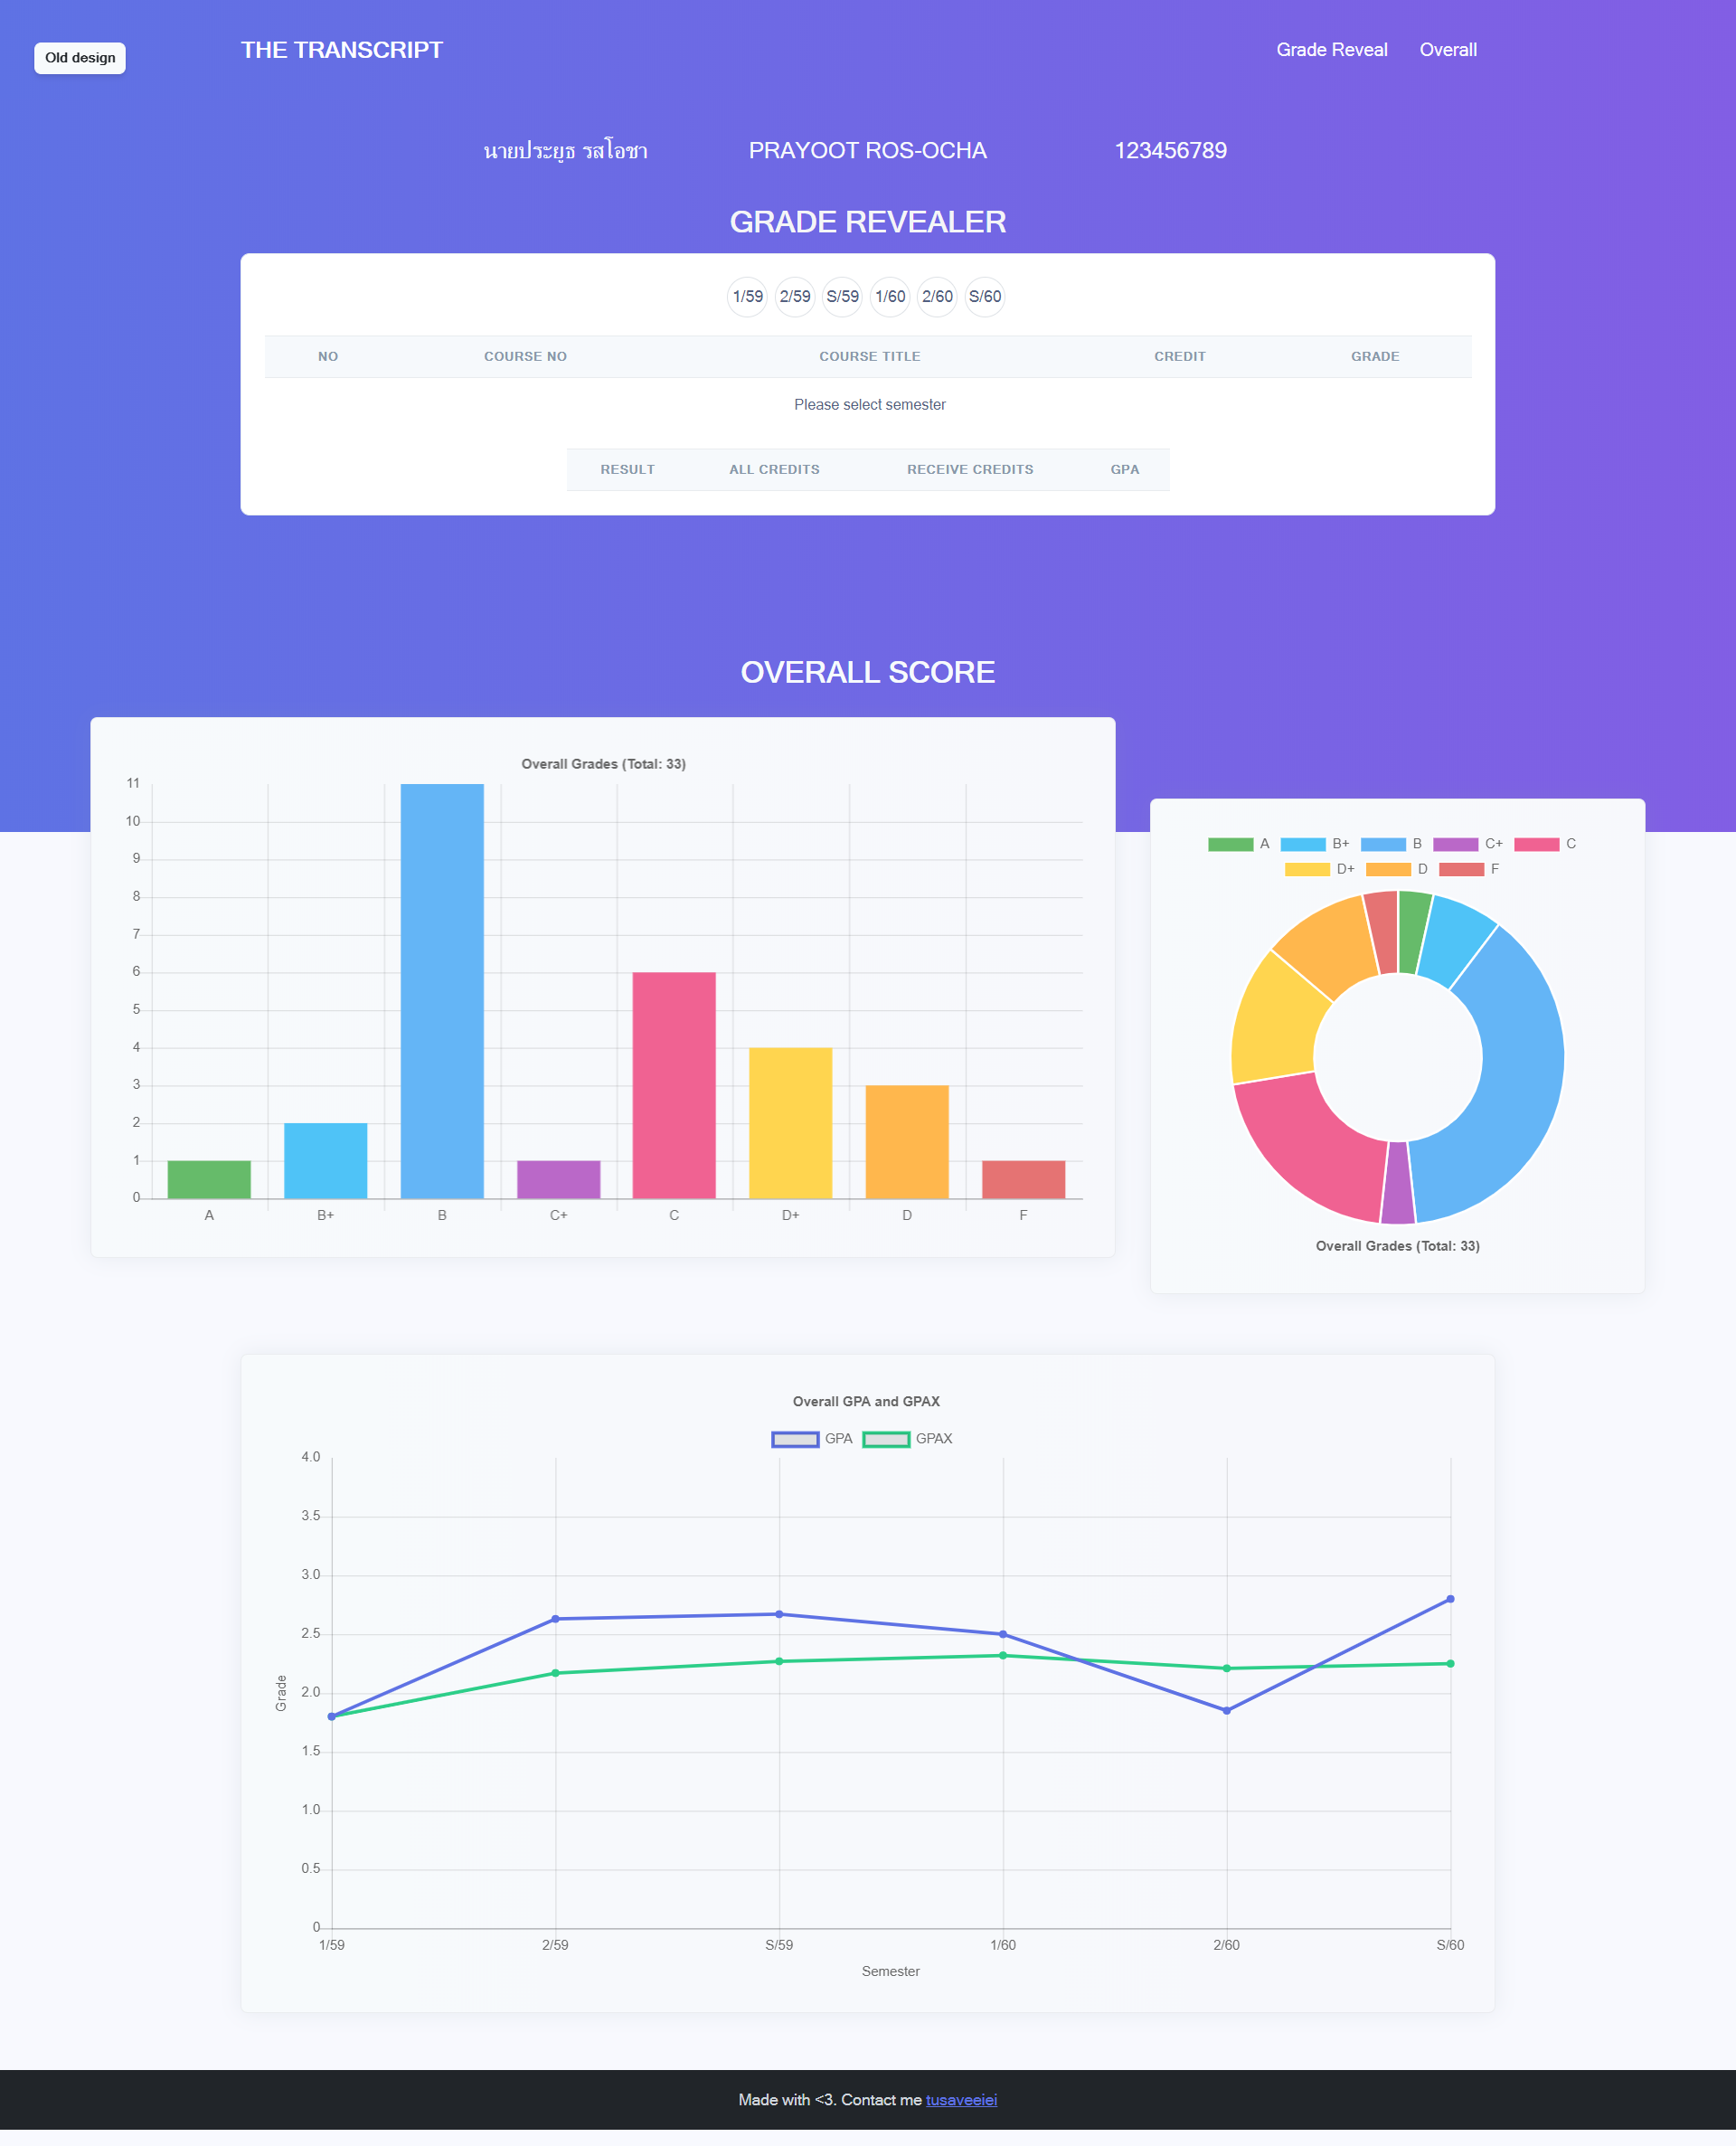 Old design
THE TRANSCRIPT
Grade Reveal Overall
นายประยูธ รสโอชา PRAYOOT ROS-OCHA 123456789
GRADE REVEALER
1/59 2/59 S/59 1/60 2/60 S/60
NO COURSE NO COURSE TITLE CREDIT GRADE
Please select semester
RESULT ALL CREDITS RECEIVE CREDITS GPA
OVERALL SCORE
Overall Grades (Total: 33)
11
10
9
8
7
6
5
4
3
2
1
0
A B+ B C+ C D+ D F
A B+ B C+ C
D+ D F
Overall Grades (Total: 33)
Overall GPA and GPAX
GPA GPAX
4.0
3.5
3.0
2.5
2.0
1.5
1.0
0.5
0
Grade
1/59 2/59 S/59 1/60 2/60 S/60
Semester
Made with <3. Contact me tusaveeiei